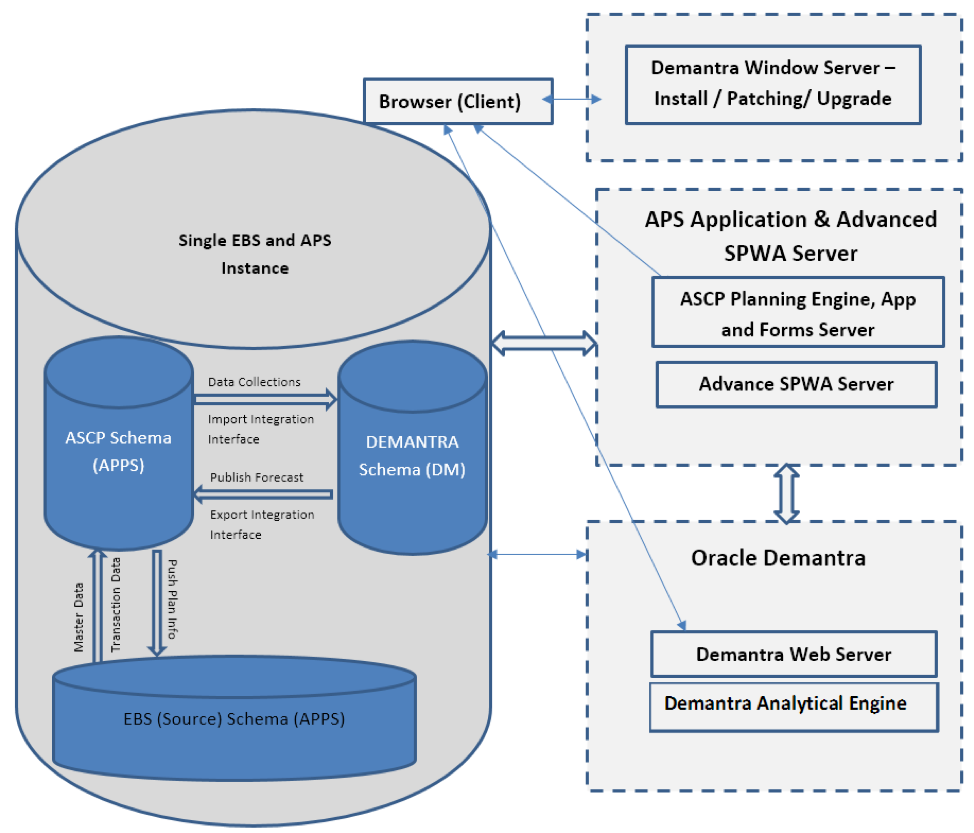 Demantra Window Server –
Install / Patching/ Upgrade
Browser (Client)
APS Application & Advanced
SPWA Server
ASCP Planning Engine, App
and Forms Server
Advance SPWA Server
Single EBS and APS
Instance
Data Collections
Import Integration
Interface
ASCP Schema
(APPS)
DEMANTRA
Schema (DM)
Publish Forecast
Export Integration
Interface
Master Data
Transaction Data
Push Plan Info
EBS (Source) Schema (APPS)
Oracle Demantra
Demantra Web Server
Demantra Analytical Engine